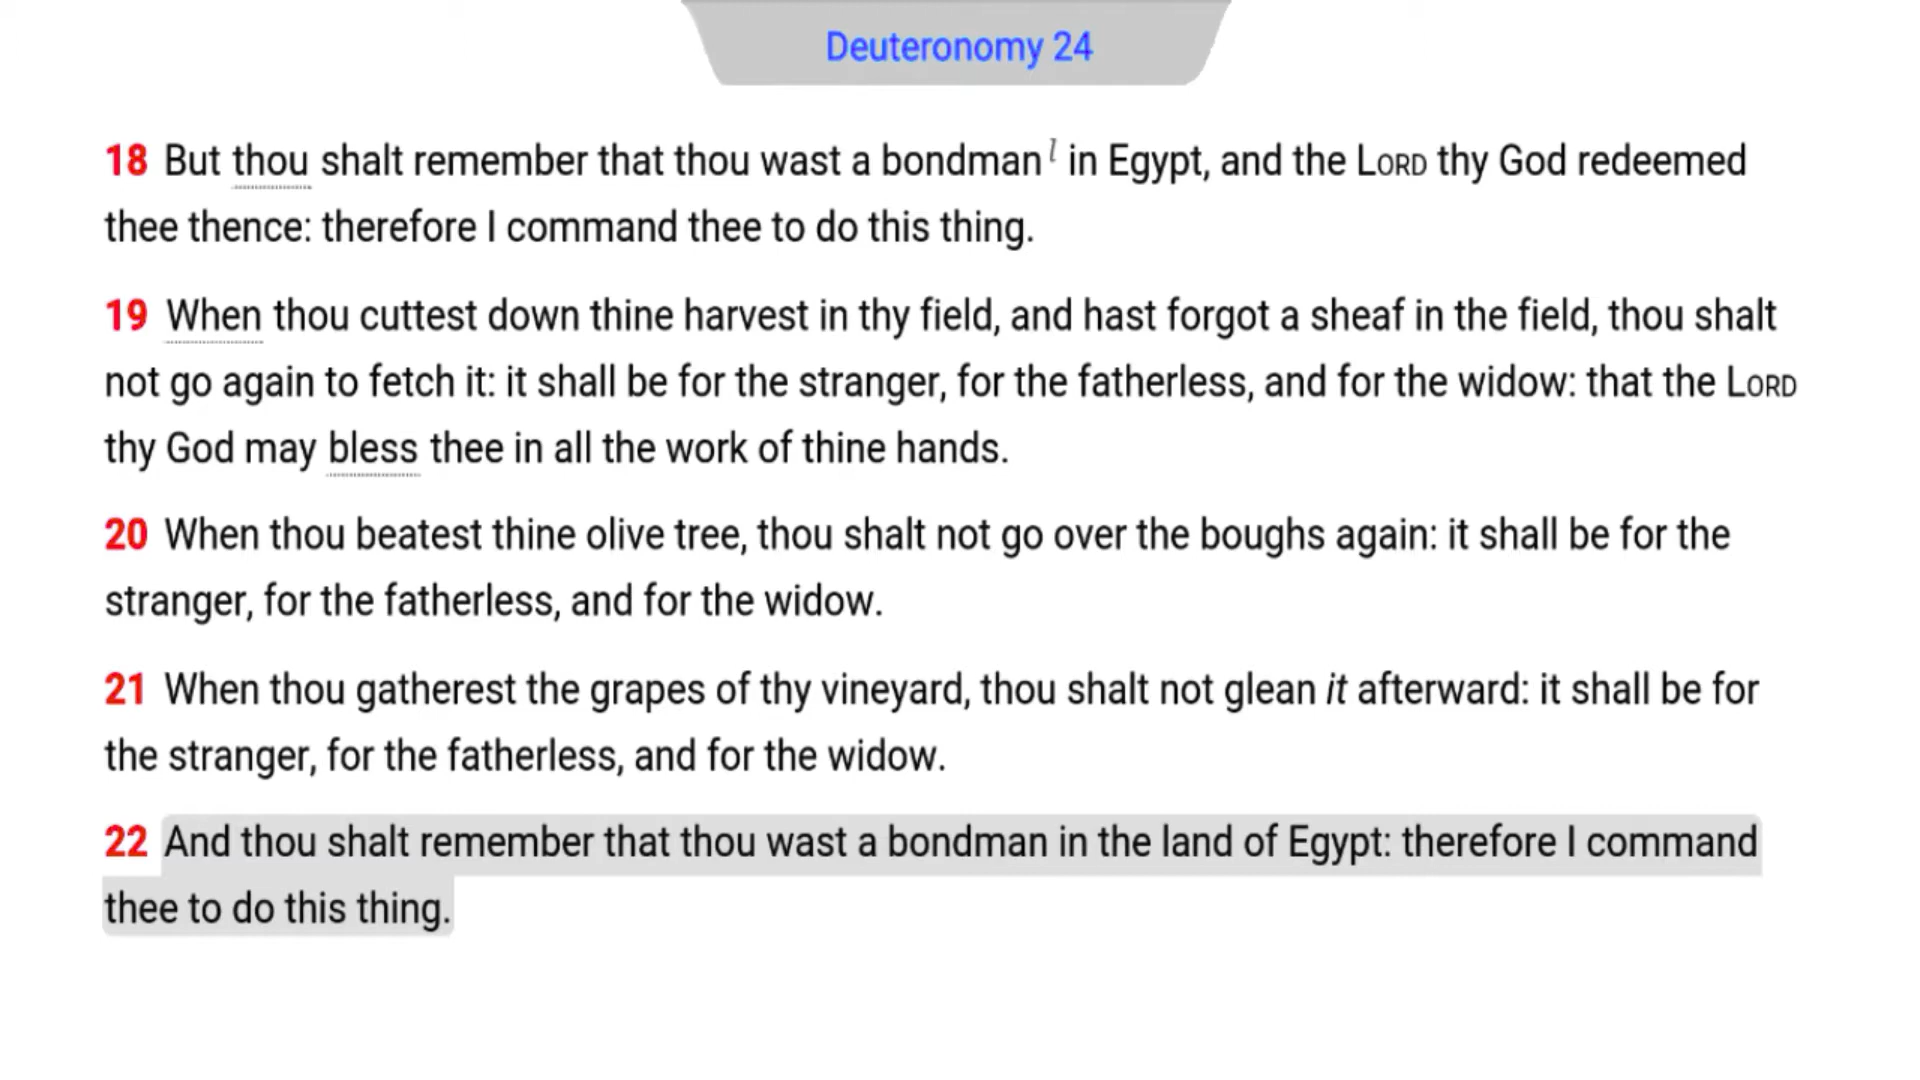 Deuteronomy 24
18 But thou shalt remember that thou wast a bondman l in Egypt, and the LORD thy God redeemed
thee thence: therefore I command thee to do this thing.
19 When thou cuttest down thine harvest in thy field, and hast forgot a sheaf in the field, thou shalt
not go again to fetch it: it shall be for the stranger, for the fatherless, and for the widow: that the LORD
thy God may bless thee in all the work of thine hands.
20 When thou beatest thine olive tree, thou shalt not go over the boughs again: it shall be for the
stranger, for the fatherless, and for the widow.
21 When thou gatherest the grapes of thy vineyard, thou shalt not glean it afterward: it shall be for
the stranger, for the fatherless, and for the widow.
22 And thou shalt remember that thou wast a bondman in the land of Egypt: therefore I command
thee to do this thing.